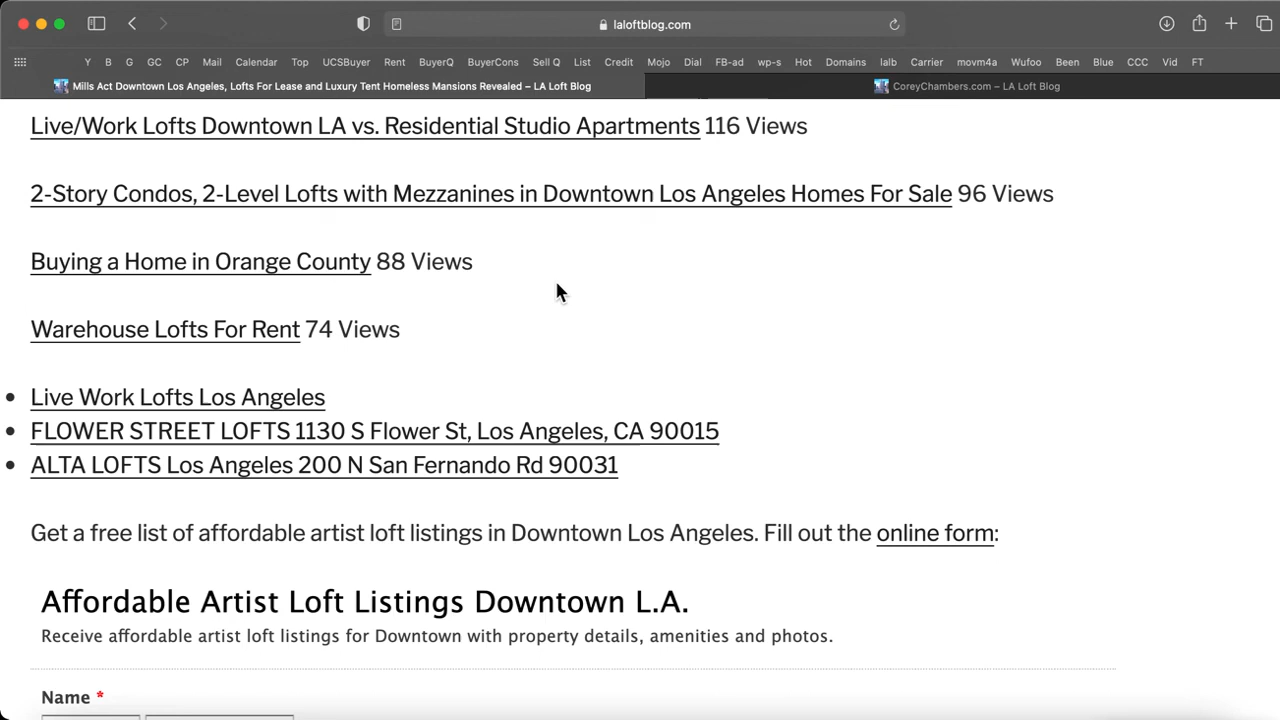 laloftblog.com
Y B G GC CP Mail Calendar Top UCSBuyer Rent BuyerQ BuyerCons Sell Q List Credit Mojo Dial FB-ad wp-s Hot Domains lalb Carrier movm4a Wufoo Been Blue CCC Vid FT
Mills Act Downtown Los Angeles, Lofts For Lease and Luxury Tent Homeless Mansions Revealed – LA Loft Blog
CoreyChambers.com – LA Loft Blog
Live/Work Lofts Downtown LA vs. Residential Studio Apartments 116 Views
2-Story Condos, 2-Level Lofts with Mezzanines in Downtown Los Angeles Homes For Sale 96 Views
Buying a Home in Orange County 88 Views
Warehouse Lofts For Rent 74 Views
• Live Work Lofts Los Angeles
• FLOWER STREET LOFTS 1130 S Flower St, Los Angeles, CA 90015
• ALTA LOFTS Los Angeles 200 N San Fernando Rd 90031
Get a free list of affordable artist loft listings in Downtown Los Angeles. Fill out the online form:
Affordable Artist Loft Listings Downtown L.A.
Receive affordable artist loft listings for Downtown with property details, amenities and photos.
Name *